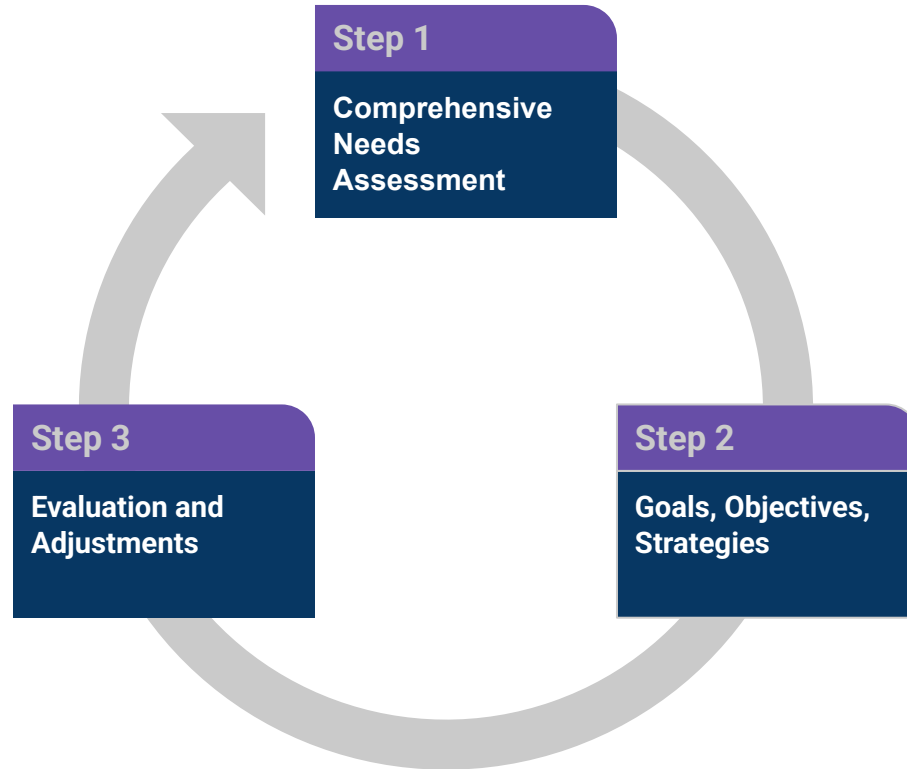 Step 1
Comprehensive
Needs
Assessment
Step 2
Goals, Objectives,
Strategies
Step 3
Evaluation and
Adjustments